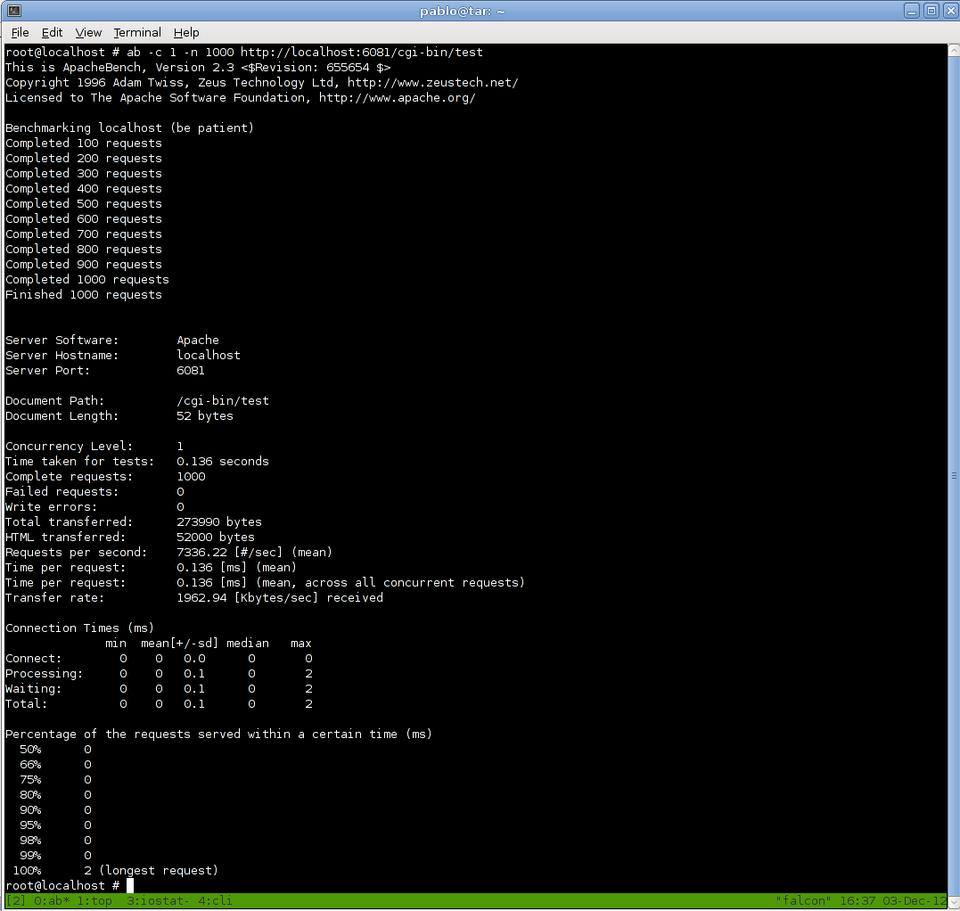 pablo@tar: ~
File Edit View Terminal Help
root@localhost # ab -c 1 -n 1000 http://localhost:6081/cgi-bin/test
This is ApacheBench, Version 2.3 <$Revision: 655654 $>
Copyright 1996 Adam Twiss, Zeus Technology Ltd, http://www.zeustech.net/
Licensed to The Apache Software Foundation, http://www.apache.org/

Benchmarking localhost (be patient)
Completed 100 requests
Completed 200 requests
Completed 300 requests
Completed 400 requests
Completed 500 requests
Completed 600 requests
Completed 700 requests
Completed 800 requests
Completed 900 requests
Completed 1000 requests
Finished 1000 requests


Server Software:        Apache
Server Hostname:        localhost
Server Port:            6081

Document Path:          /cgi-bin/test
Document Length:        52 bytes

Concurrency Level:      1
Time taken for tests:   0.136 seconds
Complete requests:      1000
Failed requests:        0
Write errors:           0
Total transferred:      273990 bytes
HTML transferred:       52000 bytes
Requests per second:    7336.22 [#/sec] (mean)
Time per request:       0.136 [ms] (mean)
Time per request:       0.136 [ms] (mean, across all concurrent requests)
Transfer rate:          1962.94 [Kbytes/sec] received

Connection Times (ms)
              min  mean[+/-sd] median   max
Connect:        0    0   0.0      0       0
Processing:     0    0   0.1      0       2
Waiting:        0    0   0.1      0       2
Total:          0    0   0.1      0       2

Percentage of the requests served within a certain time (ms)
  50%      0
  66%      0
  75%      0
  80%      0
  90%      0
  95%      0
  98%      0
  99%      0
 100%      2 (longest request)
root@localhost #
[2] 0:ab* 1:top  3:iostat- 4:cli "falcon" 16:37 03-Dec-12